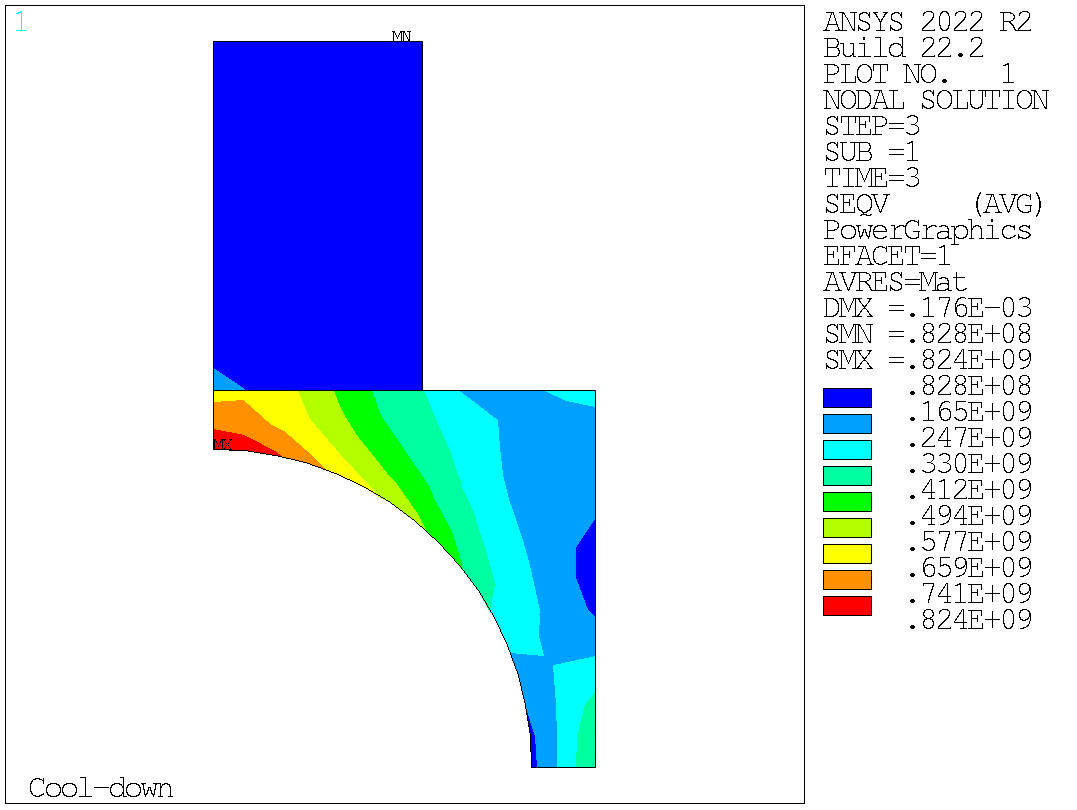 1
MN
MX
Cool-down
ANSYS 2022 R2
Build 22.2
PLOT NO.   1
NODAL SOLUTION
STEP=3
SUB =1
TIME=3
SEQV     (AVG)
PowerGraphics
EFACET=1
AVRES=Mat
DMX =.176E-03
SMN =.828E+08
SMX =.824E+09
.828E+08
.165E+09
.247E+09
.330E+09
.412E+09
.494E+09
.577E+09
.659E+09
.741E+09
.824E+09